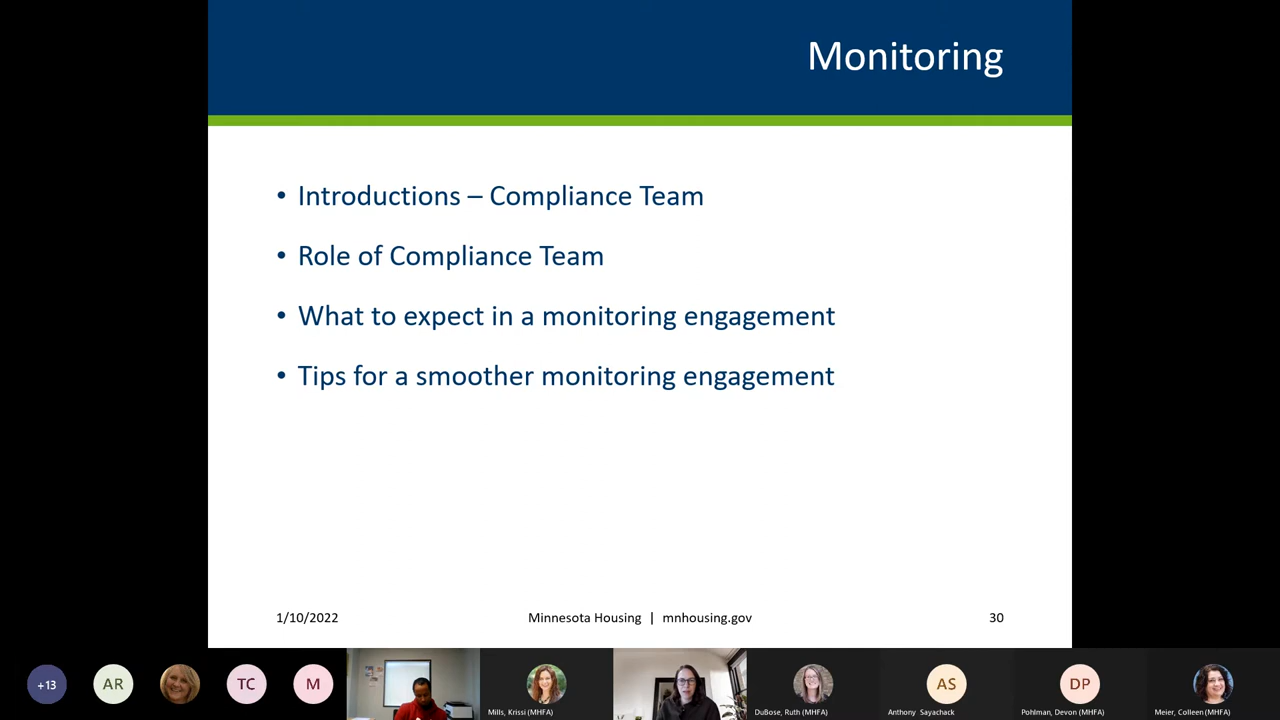 Monitoring
• Introductions – Compliance Team
• Role of Compliance Team
• What to expect in a monitoring engagement
• Tips for a smoother monitoring engagement
1/10/2022
Minnesota Housing | mnhousing.gov
30
+13
AR
TC
M
Mills, Krissi (MHFA)
DuBose, Ruth (MHFA)
AS
Anthony Sayachack
DP
Pohlman, Devon (MHFA)
Meier, Colleen (MHFA)